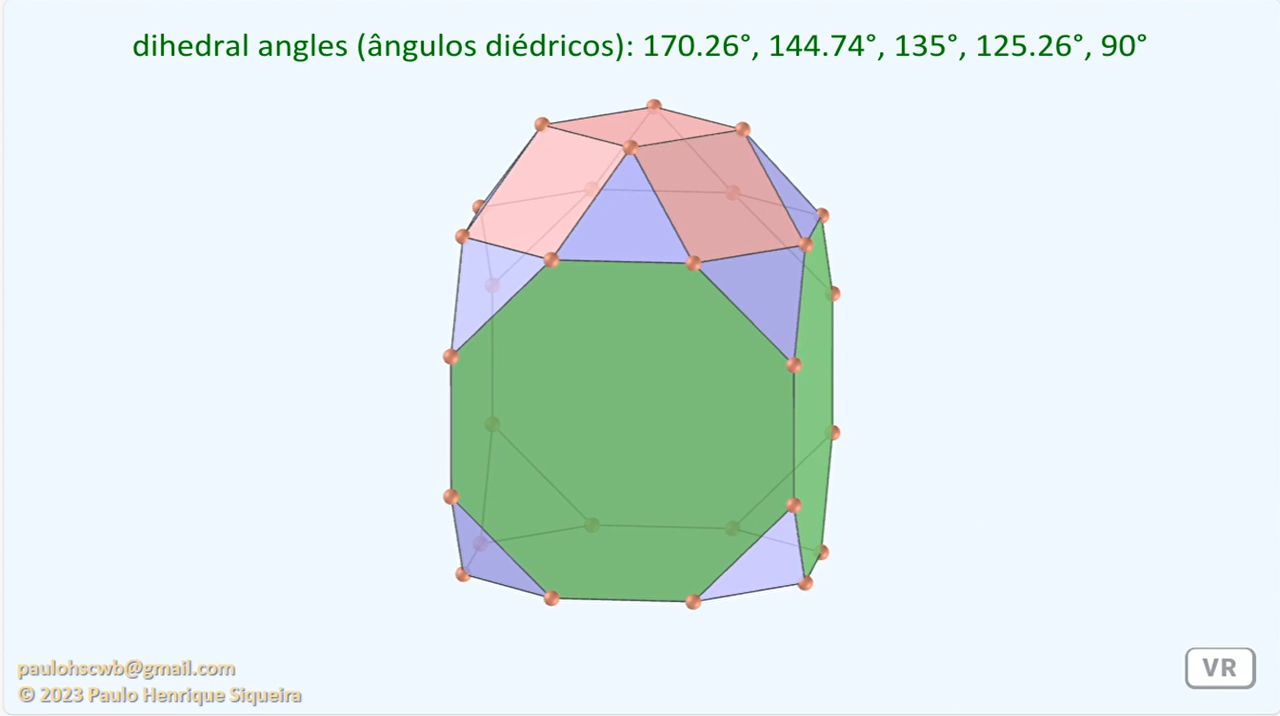 dihedral angles (ângulos diédricos): 170.26°, 144.74°, 135°, 125.26°, 90°
paulohscwb@gmail.com
© 2023 Paulo Henrique Siqueira
VR